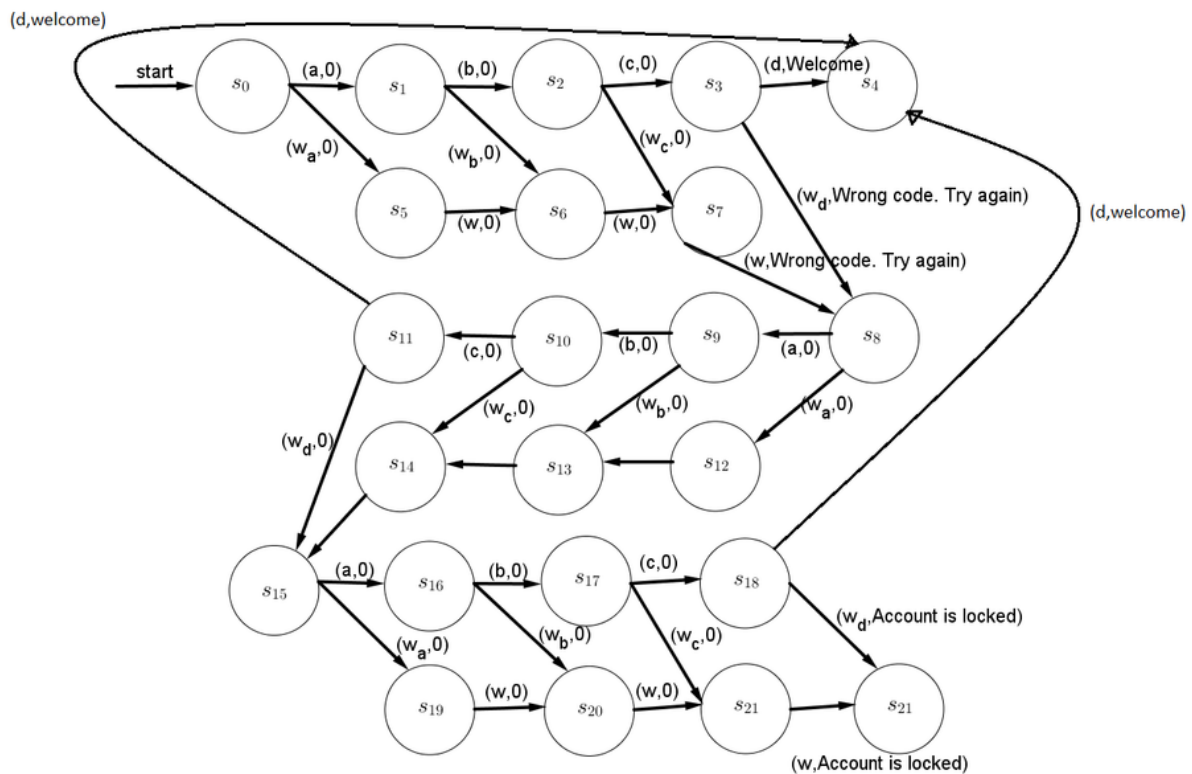 (d,welcome)
start
(a,0)
(b,0)
(c,0)
(d,Welcome)
s0
s1
s2
s3
s4
(wa,0)
(wb,0)
(wc,0)
s5
s6
s7
(w,0)
(w,0)
(wd,Wrong code. Try again)
(d,welcome)
(w,Wrong code. Try again)
s11
s10
s9
s8
(c,0)
(b,0)
(a,0)
(wc,0)
(wb,0)
(wa,0)
(wd,0)
s14
s13
s12
(a,0)
(b,0)
(c,0)
s15
s16
s17
s18
(wa,0)
(wb,0)
(wc,0)
(wd,Account is locked)
(w,0)
(w,0)
s19
s20
s21
s21
(w,Account is locked)